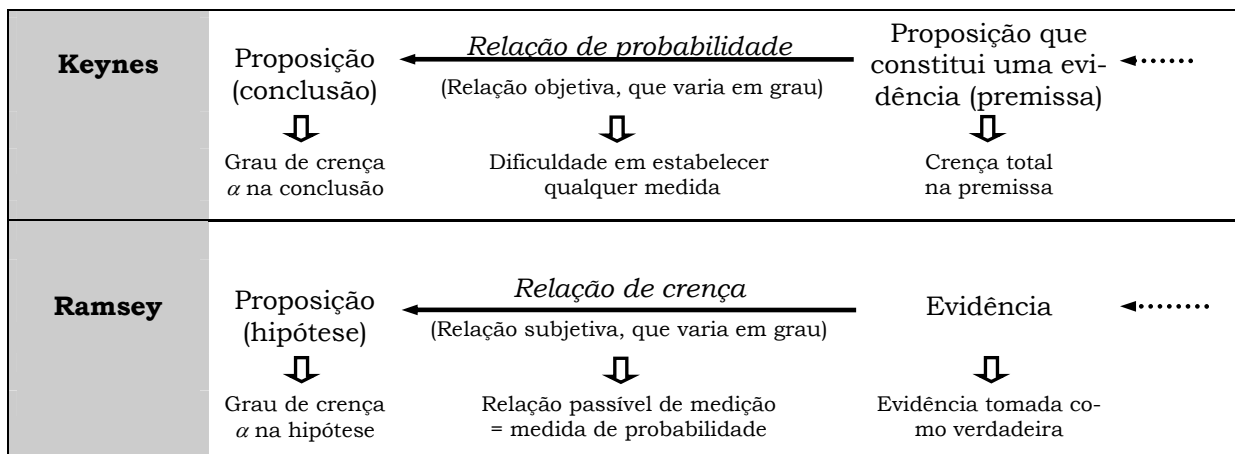 Keynes
Proposição
(conclusão)
Relação de probabilidade
(Relação objetiva, que varia em grau)
Proposição que
constitui uma evi-
dência (premissa)
Grau de crença
α na conclusão
Dificuldade em estabelecer
qualquer medida
Crença total
na premissa
Ramsey
Proposição
(hipótese)
Relação de crença
(Relação subjetiva, que varia em grau)
Evidência
Grau de crença
α na hipótese
Relação passível de medição
= medida de probabilidade
Evidência tomada co-
mo verdadeira